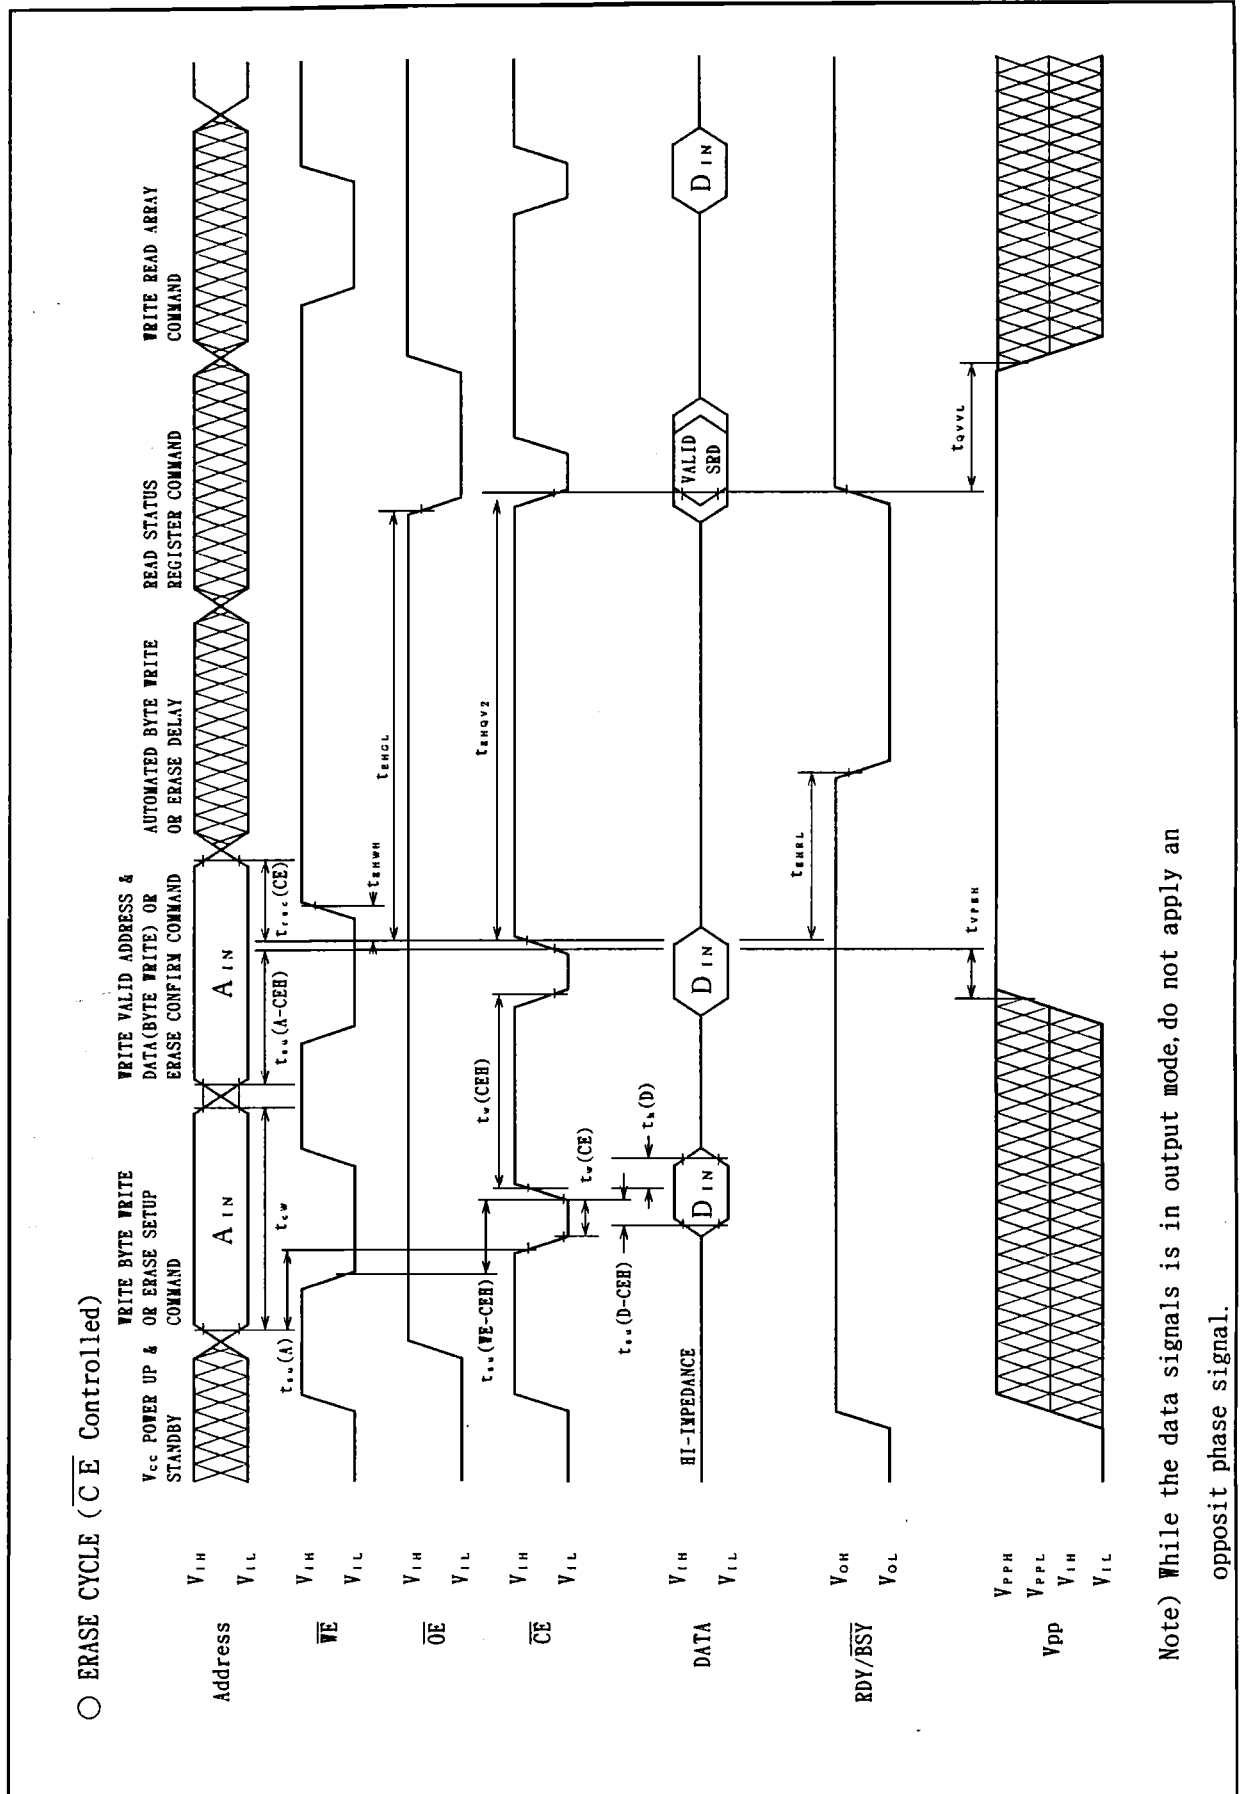 ○ ERASE CYCLE (CE Controlled)
Vcc POWER UP &
STANDBY
WRITE BYTE WRITE
OR ERASE SETUP
COMMAND
WRITE VALID ADDRESS &
DATA(BYTE WRITE) OR
ERASE CONFIRM COMMAND
AUTOMATED BYTE WRITE
OR ERASE DELAY
READ STATUS
REGISTER COMMAND
WRITE READ ARRAY
COMMAND
Address
VIH
VIL
AIN
AIN
tsu(A)
tcw
tsu(A-CEH)
trec(CE)
WE
VIH
VIL
tEHWH
OE
VIH
VIL
tEHGL
CE
VIH
VIL
tsu(WE-CEH)
tw(CEH)
tEHQV2
tw(CE)
tsu(D-CEH)
th(D)
DATA
VIH
VIL
HI-IMPEDANCE
DIN
DIN
VALID
SRD
DIN
RDY/BSY
VOH
VOL
tEHRL
Vpp
VPPH
VPPL
VIH
VIL
tVPEH
tQVVL
Note) While the data signals is in output mode, do not apply an
opposit phase signal.